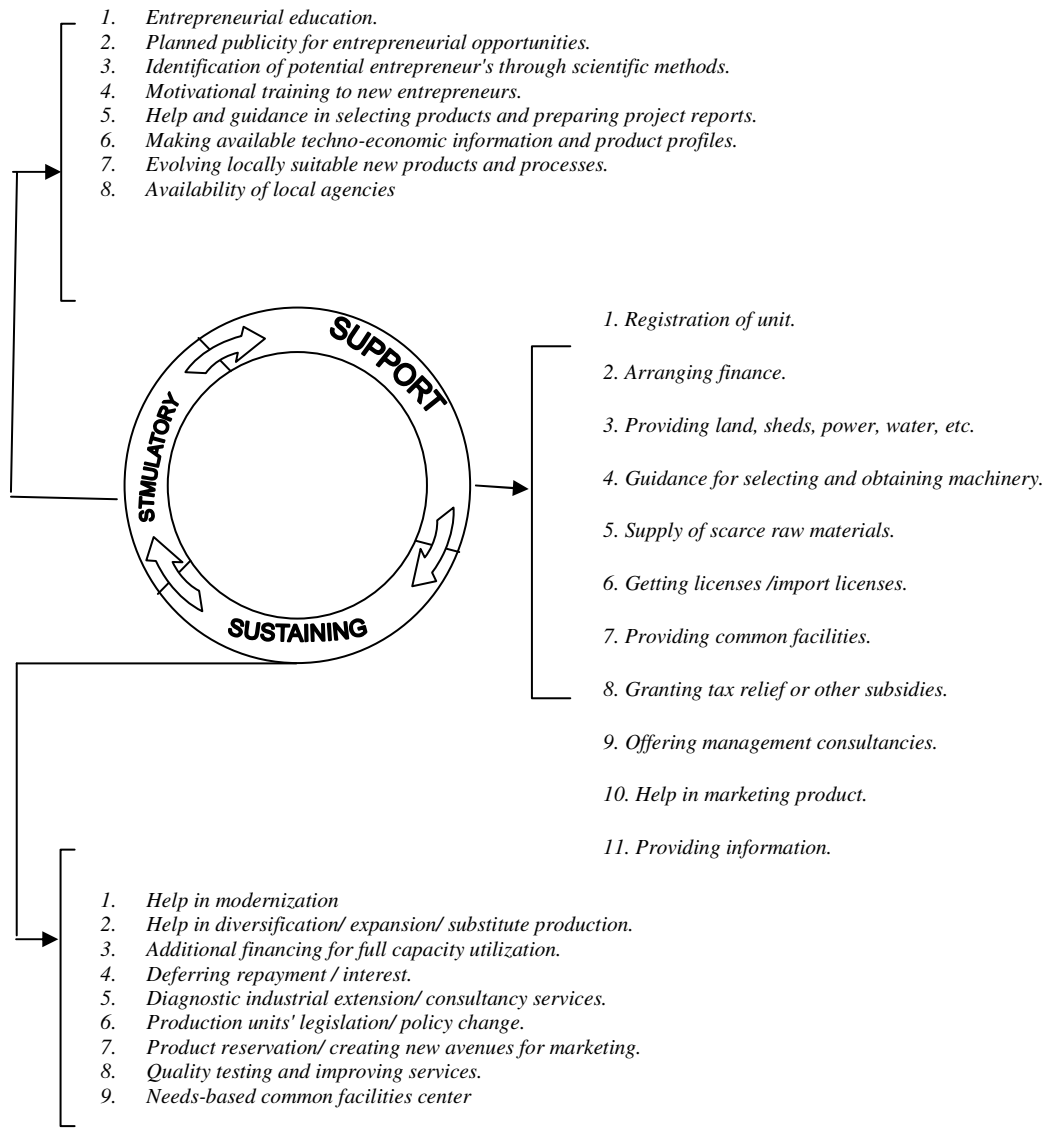 1. Entrepreneurial education.
2. Planned publicity for entrepreneurial opportunities.
3. Identification of potential entrepreneur's through scientific methods.
4. Motivational training to new entrepreneurs.
5. Help and guidance in selecting products and preparing project reports.
6. Making available techno-economic information and product profiles.
7. Evolving locally suitable new products and processes.
8. Availability of local agencies
SUPPORT
STMULATORY
SUSTAINING
1. Registration of unit.
2. Arranging finance.
3. Providing land, sheds, power, water, etc.
4. Guidance for selecting and obtaining machinery.
5. Supply of scarce raw materials.
6. Getting licenses /import licenses.
7. Providing common facilities.
8. Granting tax relief or other subsidies.
9. Offering management consultancies.
10. Help in marketing product.
11. Providing information.
1. Help in modernization
2. Help in diversification/ expansion/ substitute production.
3. Additional financing for full capacity utilization.
4. Deferring repayment / interest.
5. Diagnostic industrial extension/ consultancy services.
6. Production units' legislation/ policy change.
7. Product reservation/ creating new avenues for marketing.
8. Quality testing and improving services.
9. Needs-based common facilities center